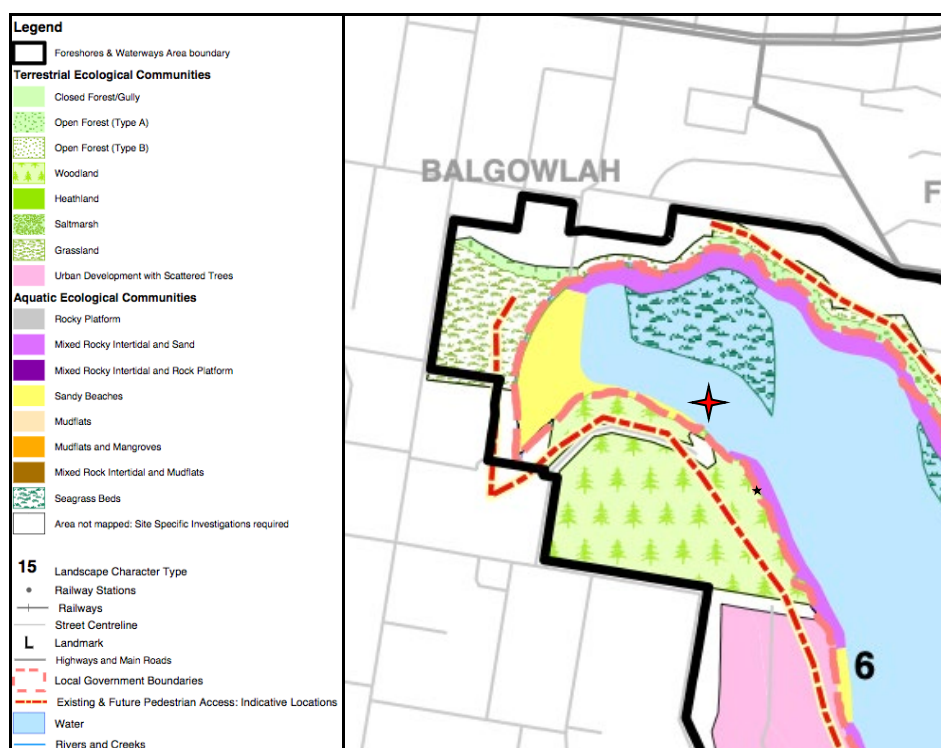 Legend
Foreshores & Waterways Area boundary
Terrestrial Ecological Communities
Closed Forest/Gully
Open Forest (Type A)
Open Forest (Type B)
Woodland
Heathland
Saltmarsh
Grassland
Urban Development with Scattered Trees
Aquatic Ecological Communities
Rocky Platform
Mixed Rocky Intertidal and Sand
Mixed Rocky Intertidal and Rock Platform
Sandy Beaches
Mudflats
Mudflats and Mangroves
Mixed Rock Intertidal and Mudflats
Seagrass Beds
Area not mapped: Site Specific Investigations required
15 Landscape Character Type
Railway Stations
Railways
Street Centreline
L Landmark
Highways and Main Roads
Local Government Boundaries
Existing & Future Pedestrian Access: Indicative Locations
Water
Rivers and Creeks
BALGOWLAH
F
6